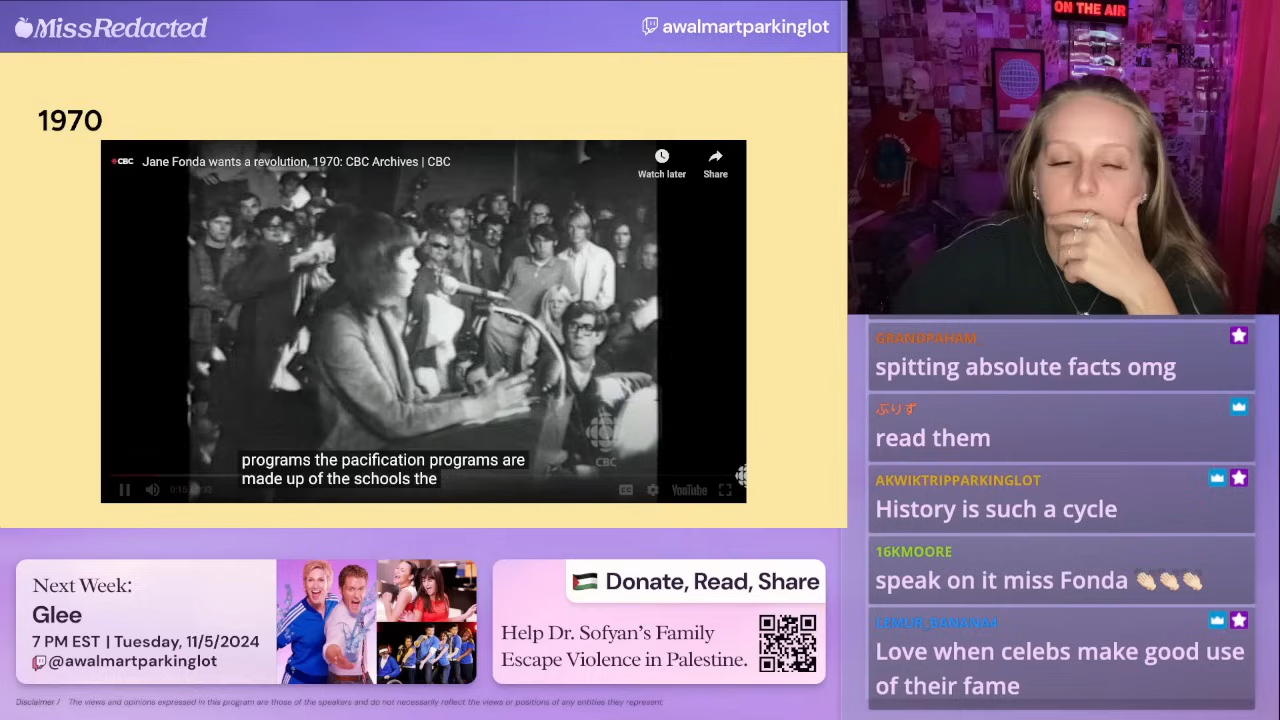 MissRedacted
awalmartparkinglot
ON THE AIR
1970
CBC
Jane Fonda wants a revolution, 1970: CBC Archives | CBC
Watch later
Share
programs the pacification programs are
made up of the schools the
CBC
CC
YouTube
GRANDPAHAM
spitting absolute facts omg
ぷりず
read them
AKWIKTRIPPARKINGLOT
History is such a cycle
16KMOORE
speak on it miss Fonda 👏🏻👏🏻👏🏻
LEMUR_BANANA4
Love when celebs make good use
of their fame
Next Week:
Glee
7 PM EST | Tuesday, 11/5/2024
@awalmartparkinglot
🇵🇸 Donate, Read, Share
Help Dr. Sofyan's Family
Escape Violence in Palestine.
Disclaimer / The views and opinions expressed in this program are those of the speakers and do not necessarily reflect the views or positions of any entities they represent.